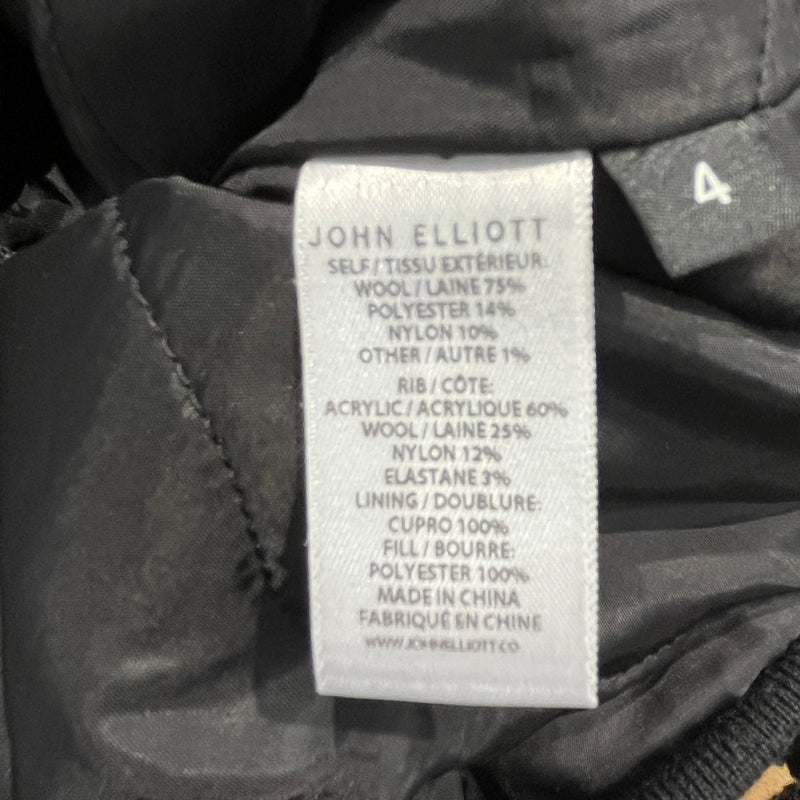 JOHN ELLIOTT
SELF / TISSU EXTÉRIEUR:
WOOL / LAINE 75%
POLYESTER 14%
NYLON 10%
OTHER / AUTRE 1%
RIB / CÔTE:
ACRYLIC / ACRYLIQUE 60%
WOOL / LAINE 25%
NYLON 12%
ELASTANE 3%
LINING / DOUBLURE:
CUPRO 100%
FILL / BOURRE:
POLYESTER 100%
MADE IN CHINA
FABRIQUÉ EN CHINE
WWW.JOHNELLIOTT.CO
4